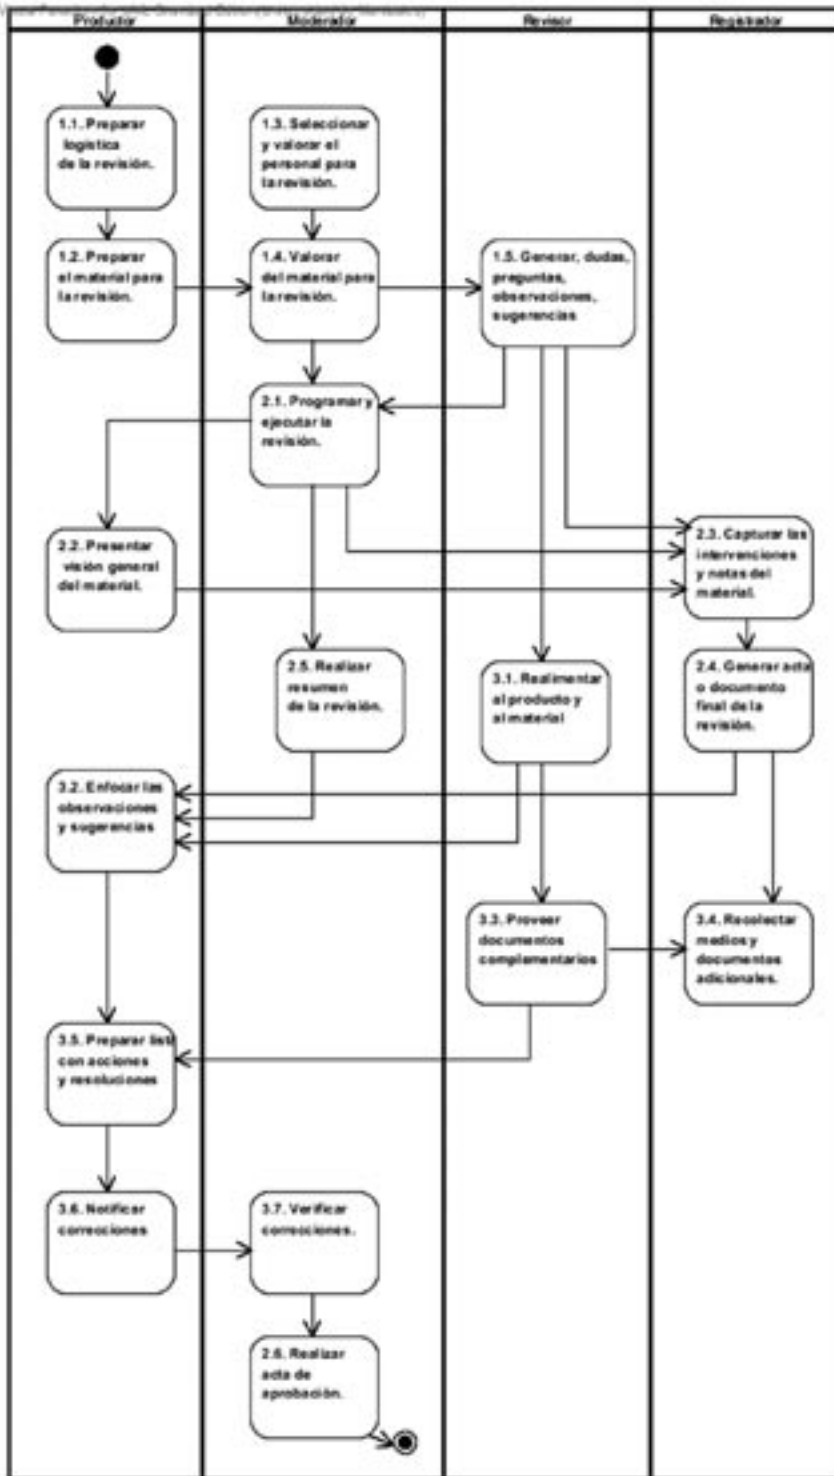 Productor
Moderador
Revisor
Registrador
1.1. Preparar
logística
de la revisión.
1.3. Seleccionar
y valorar el
personal para
la revisión.
1.2. Preparar
el material para
la revisión.
1.4. Valorar
del material para
la revisión.
1.5. Generar, dudas,
preguntas,
observaciones,
sugerencias
2.1. Programar y
ejecutar la
revisión.
2.2. Presentar
visión general
del material.
2.3. Capturar las
intervenciones
y notas del
material.
2.5. Realizar
resumen
de la revisión.
3.1. Realimentar
al producto y
al material
2.4. Generar acta
o documento
final de la
revisión.
3.2. Enfocar las
observaciones
y sugerencias
3.3. Proveer
documentos
complementarios
3.4. Recolectar
medios y
documentos
adicionales.
3.5. Preparar list
con acciones
y resoluciones
3.6. Notificar
correcciones
3.7. Verificar
correcciones.
2.6. Realizar
acta de
aprobación.